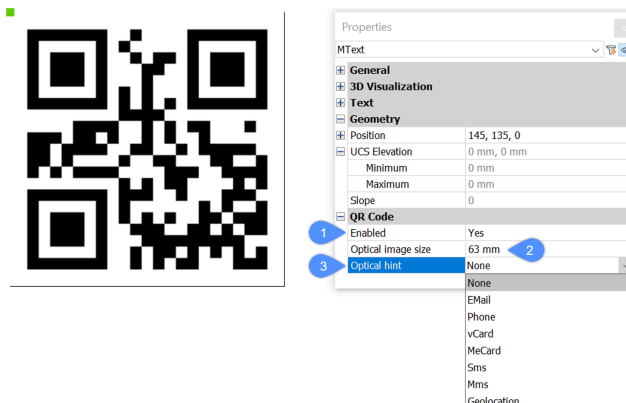 Properties
MText
General
3D Visualization
Text
Geometry
Position 145, 135, 0
UCS Elevation 0 mm, 0 mm
Minimum 0 mm
Maximum 0 mm
Slope 0
QR Code
1 Enabled Yes
Optical image size 63 mm 2
3 Optical hint None
None
EMail
Phone
vCard
MeCard
Sms
Mms
Geolocation